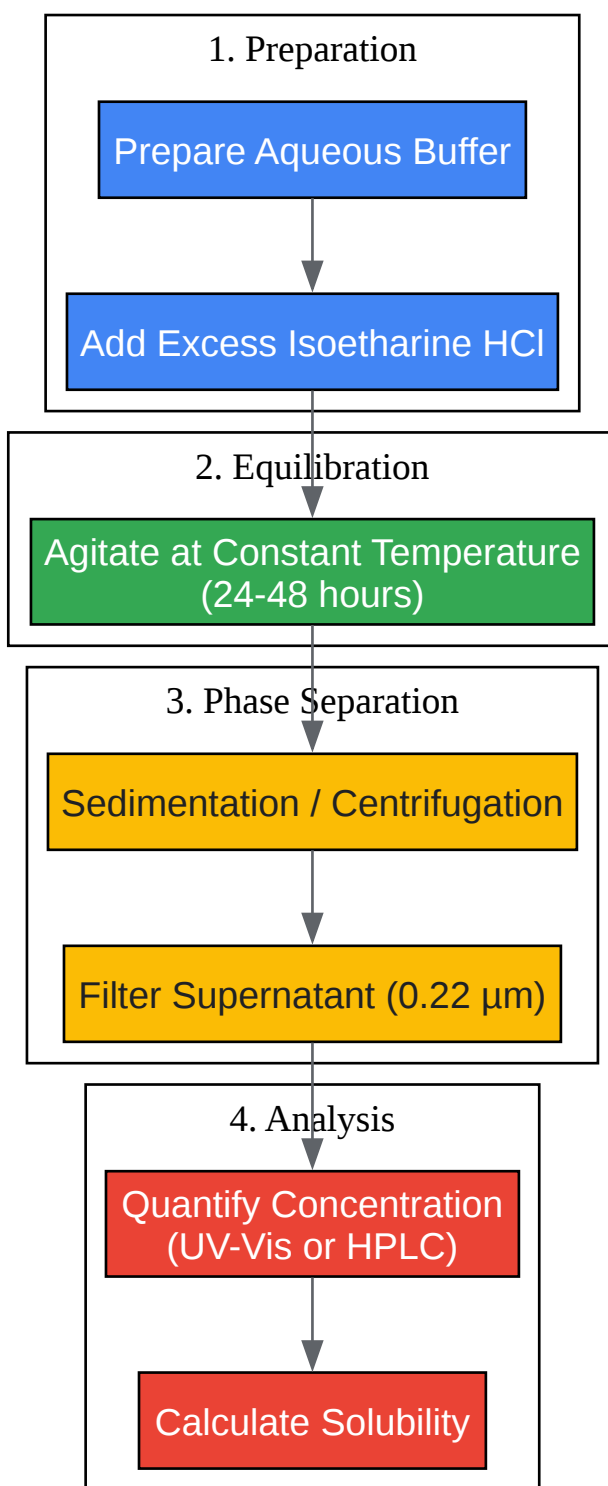 1. Preparation
Prepare Aqueous Buffer
Add Excess Isoetharine HCl
2. Equilibration
Agitate at Constant Temperature
(24-48 hours)
3. Phase Separation
Sedimentation / Centrifugation
Filter Supernatant (0.22 µm)
4. Analysis
Quantify Concentration
(UV-Vis or HPLC)
Calculate Solubility